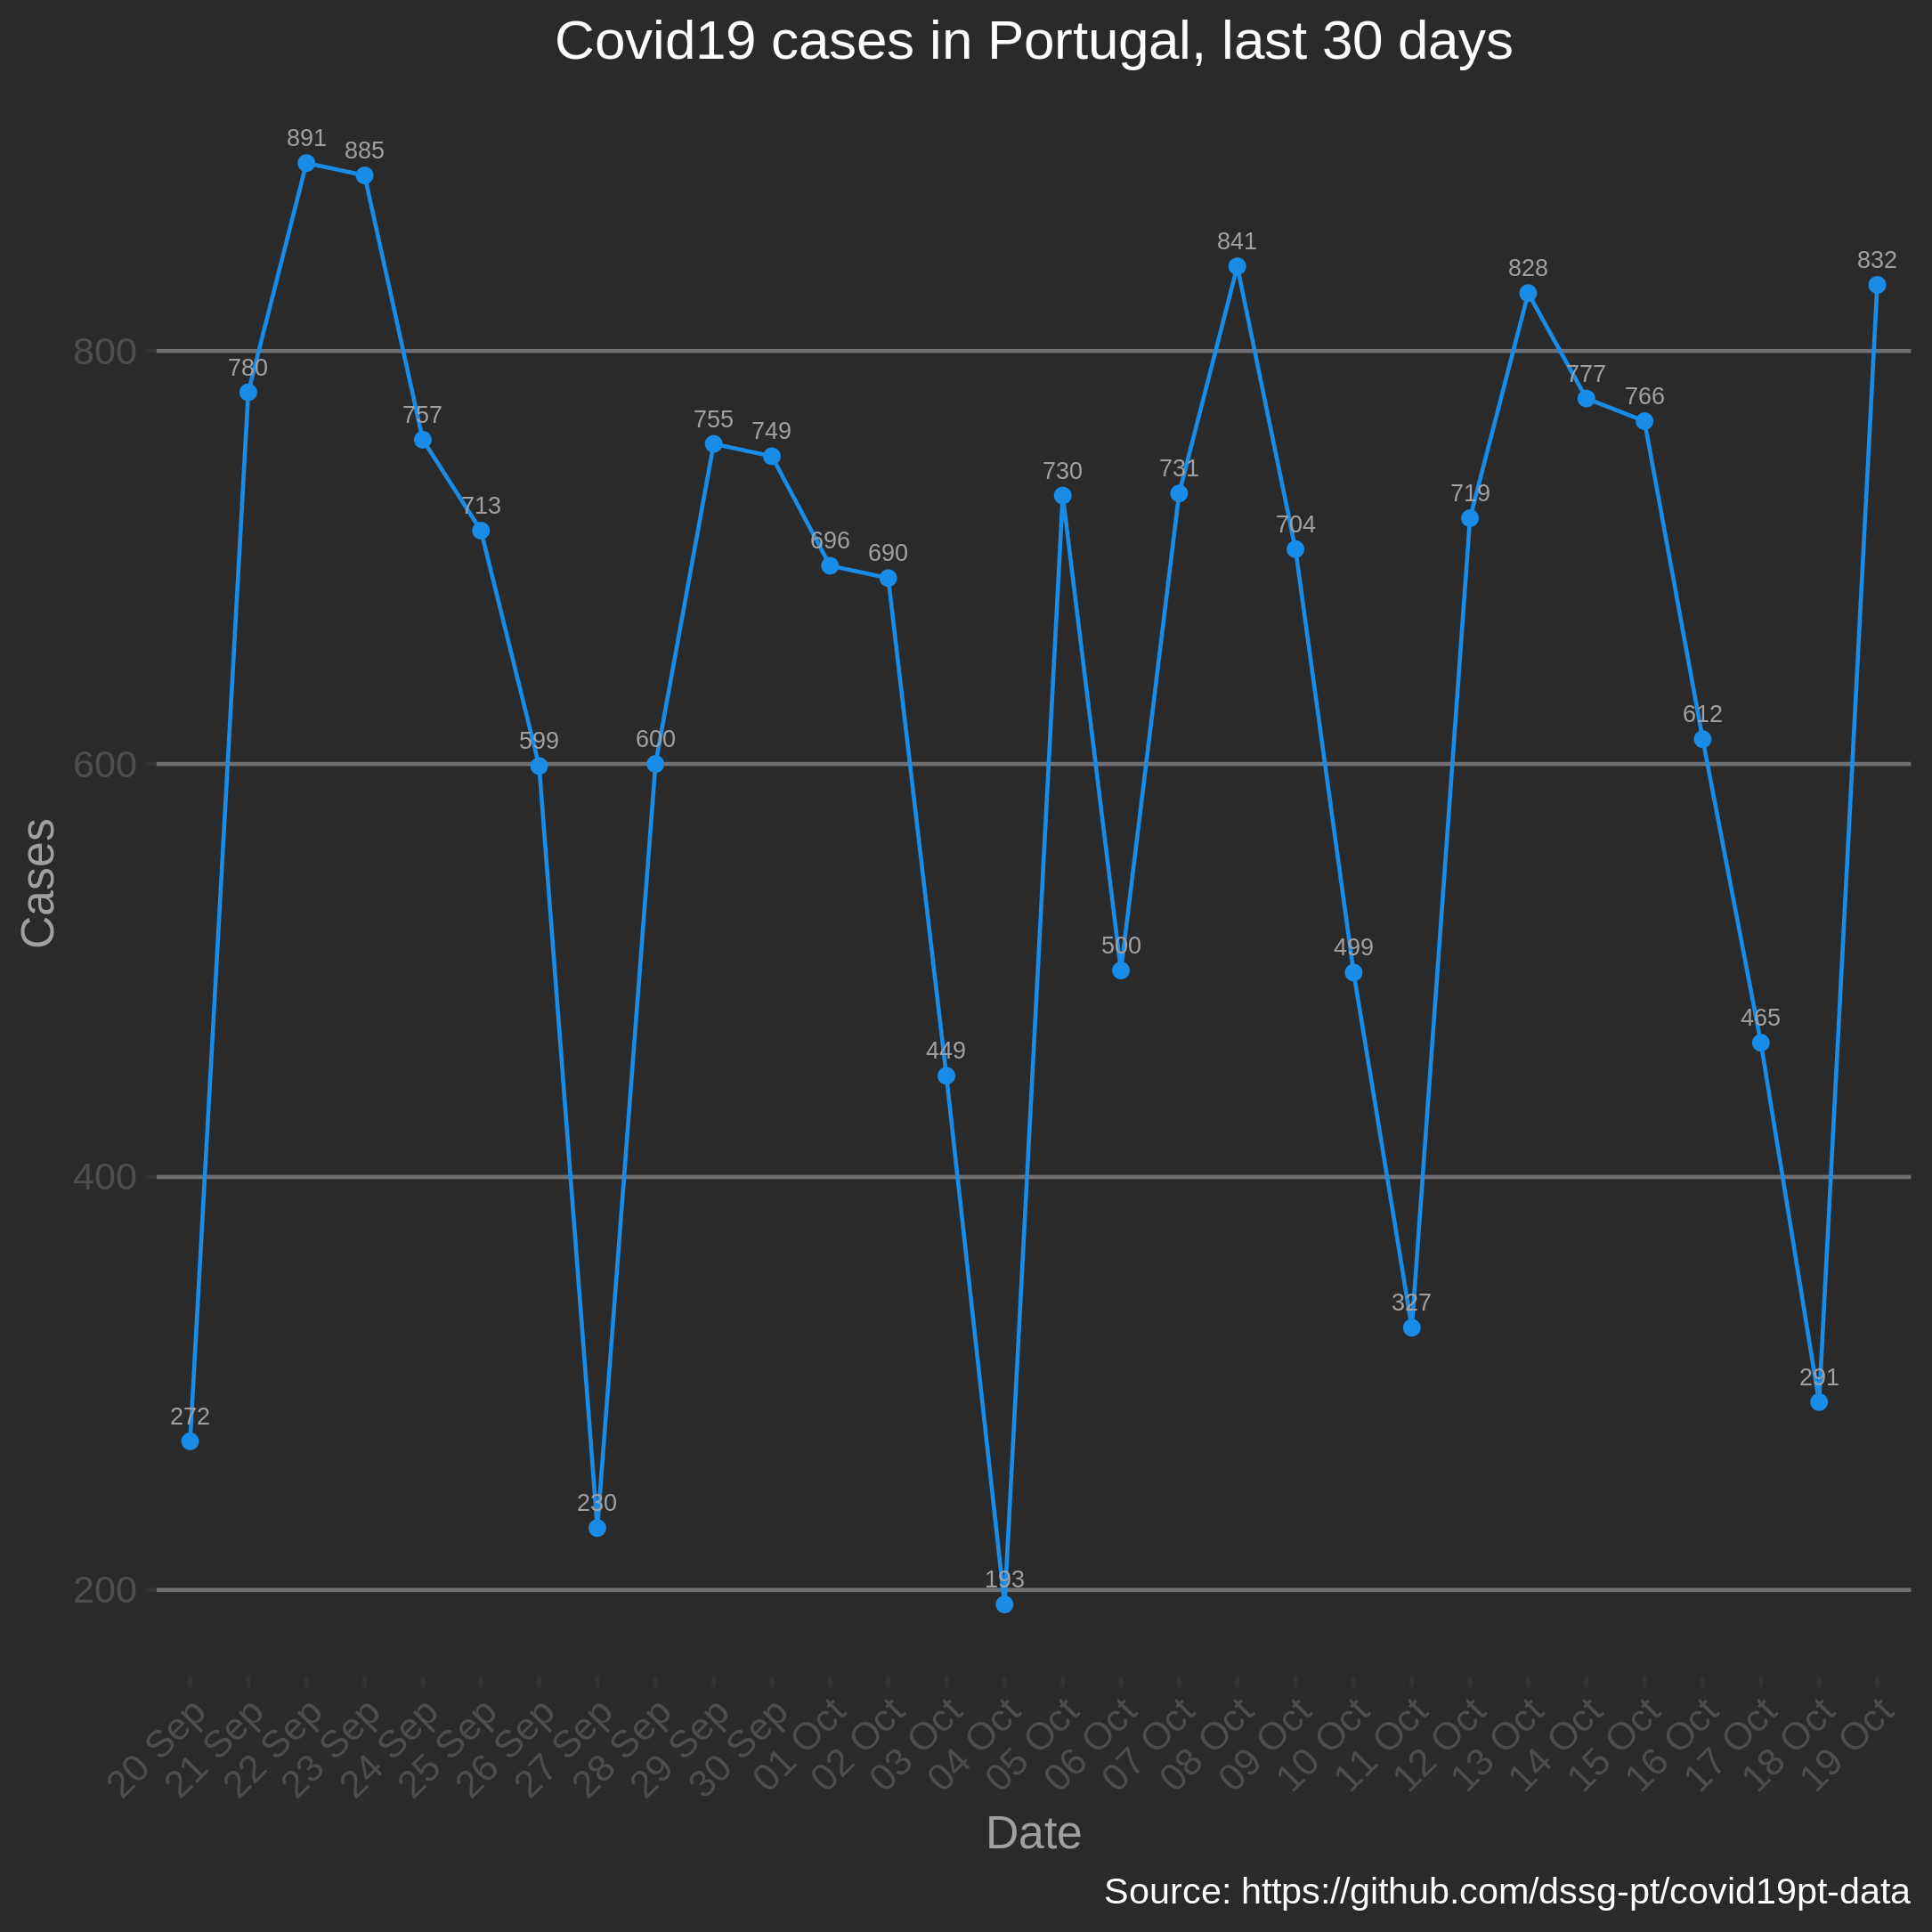 Covid19 cases in Portugal, last 30 days
891
885
841
832
828
800
780
777
766
757
755
749
731
730
719
713
704
696
690
612
600
599
600
Cases
500
499
465
449
400
327
291
272
230
200
193
20 Sep
21 Sep
22 Sep
23 Sep
24 Sep
25 Sep
26 Sep
27 Sep
28 Sep
29 Sep
30 Sep
01 Oct
02 Oct
03 Oct
04 Oct
05 Oct
06 Oct
07 Oct
08 Oct
09 Oct
10 Oct
11 Oct
12 Oct
13 Oct
14 Oct
15 Oct
16 Oct
17 Oct
18 Oct
19 Oct
Date
Source: https://github.com/dssg-pt/covid19pt-data